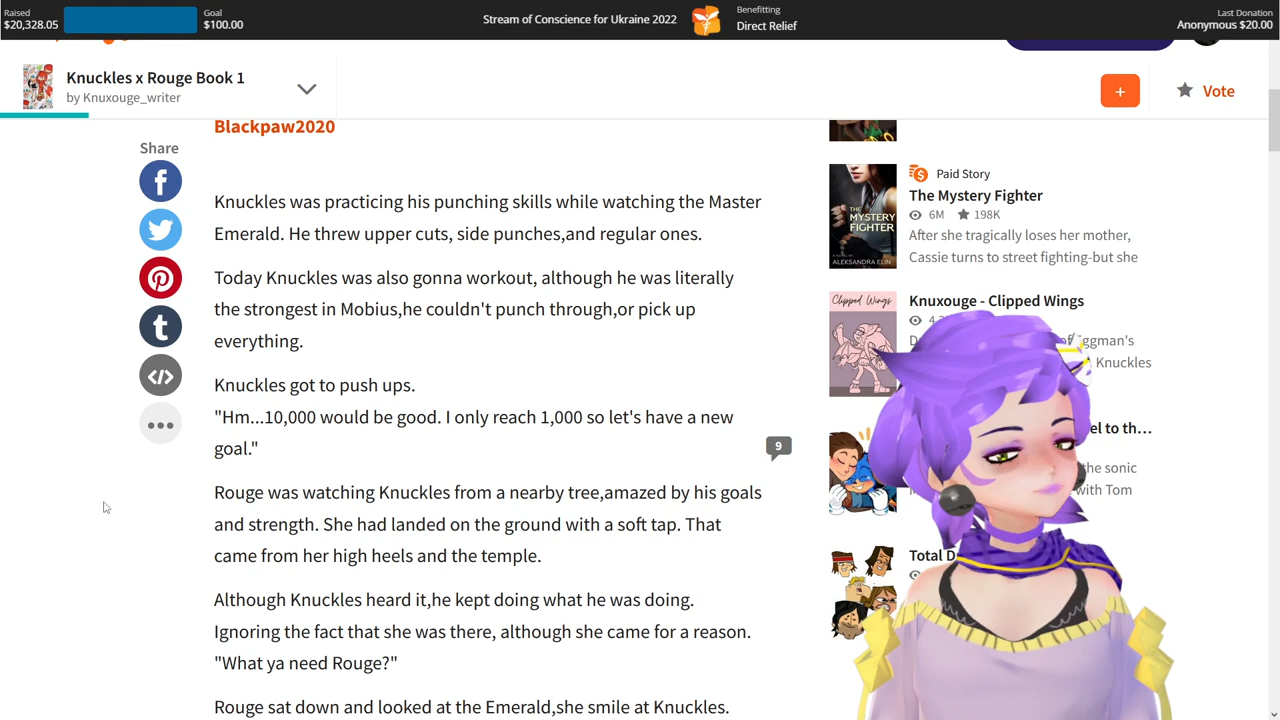 Raised
$20,328.05
Goal
$100.00
Stream of Conscience for Ukraine 2022
Benefitting
Direct Relief
Last Donation
Anonymous $20.00
Knuckles x Rouge Book 1
by Knuxouge_writer
+
Vote
Blackpaw2020
Share
Knuckles was practicing his punching skills while watching the Master
Emerald. He threw upper cuts, side punches,and regular ones.
Today Knuckles was also gonna workout, although he was literally
the strongest in Mobius,he couldn't punch through,or pick up
everything.
Knuckles got to push ups.
"Hm...10,000 would be good. I only reach 1,000 so let's have a new
goal."
9
Rouge was watching Knuckles from a nearby tree,amazed by his goals
and strength. She had landed on the ground with a soft tap. That
came from her high heels and the temple.
Although Knuckles heard it,he kept doing what he was doing.
Ignoring the fact that she was there, although she came for a reason.
"What ya need Rouge?"
Rouge sat down and looked at the Emerald,she smile at Knuckles.
Paid Story
The Mystery Fighter
6M 198K
After she tragically loses her mother,
Cassie turns to street fighting-but she
THE MYSTERY FIGHTER
ALEKSANDRA ELIN
Clipped Wings
Knuxouge - Clipped Wings
Knuckles
el to th...
the sonic
with Tom
Total D